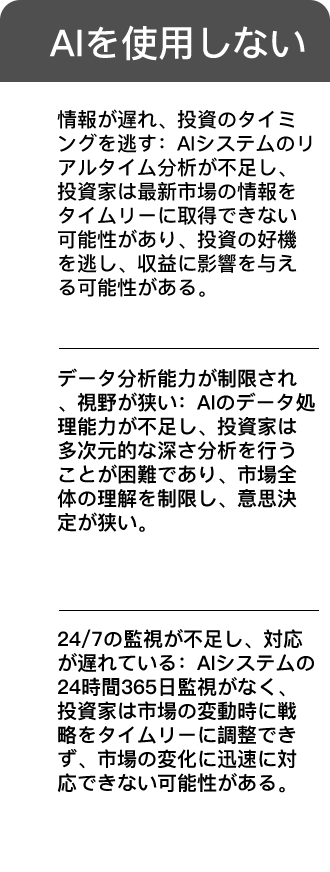 AIを使用しない
情報が遅れ、投資のタイミ
ングを逃す：AIシステムのリ
アルタイム分析が不足し、
投資家は最新市場の情報を
タイムリーに取得できない
可能性があり、投資の好機
を逃し、収益に影響を与え
る可能性がある。
データ分析能力が制限され
、視野が狭い：AIのデータ処
理能力が不足し、投資家は
多次元的な深さ分析を行う
ことが困難であり、市場全
体の理解を制限し、意思決
定が狭い。
24/7の監視が不足し、対応
が遅れている：AIシステムの
24時間365日監視がなく、
投資家は市場の変動時に戦
略をタイムリーに調整でき
ず、市場の変化に迅速に対
応できない可能性がある。